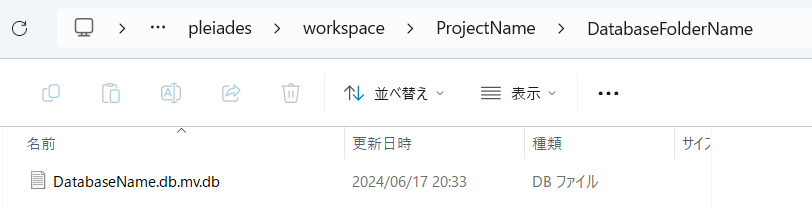 pleiades > workspace > ProjectName > DatabaseFolderName
並べ替え 表示
名前 更新日時 種類 サイズ
DatabaseName.db.mv.db 2024/06/17 20:33 DB ファイル